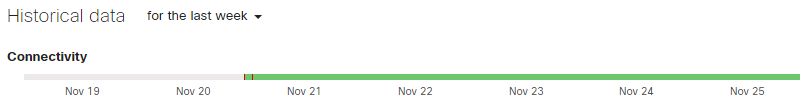 Historical data for the last week
Connectivity
Nov 19 Nov 20 Nov 21 Nov 22 Nov 23 Nov 24 Nov 25